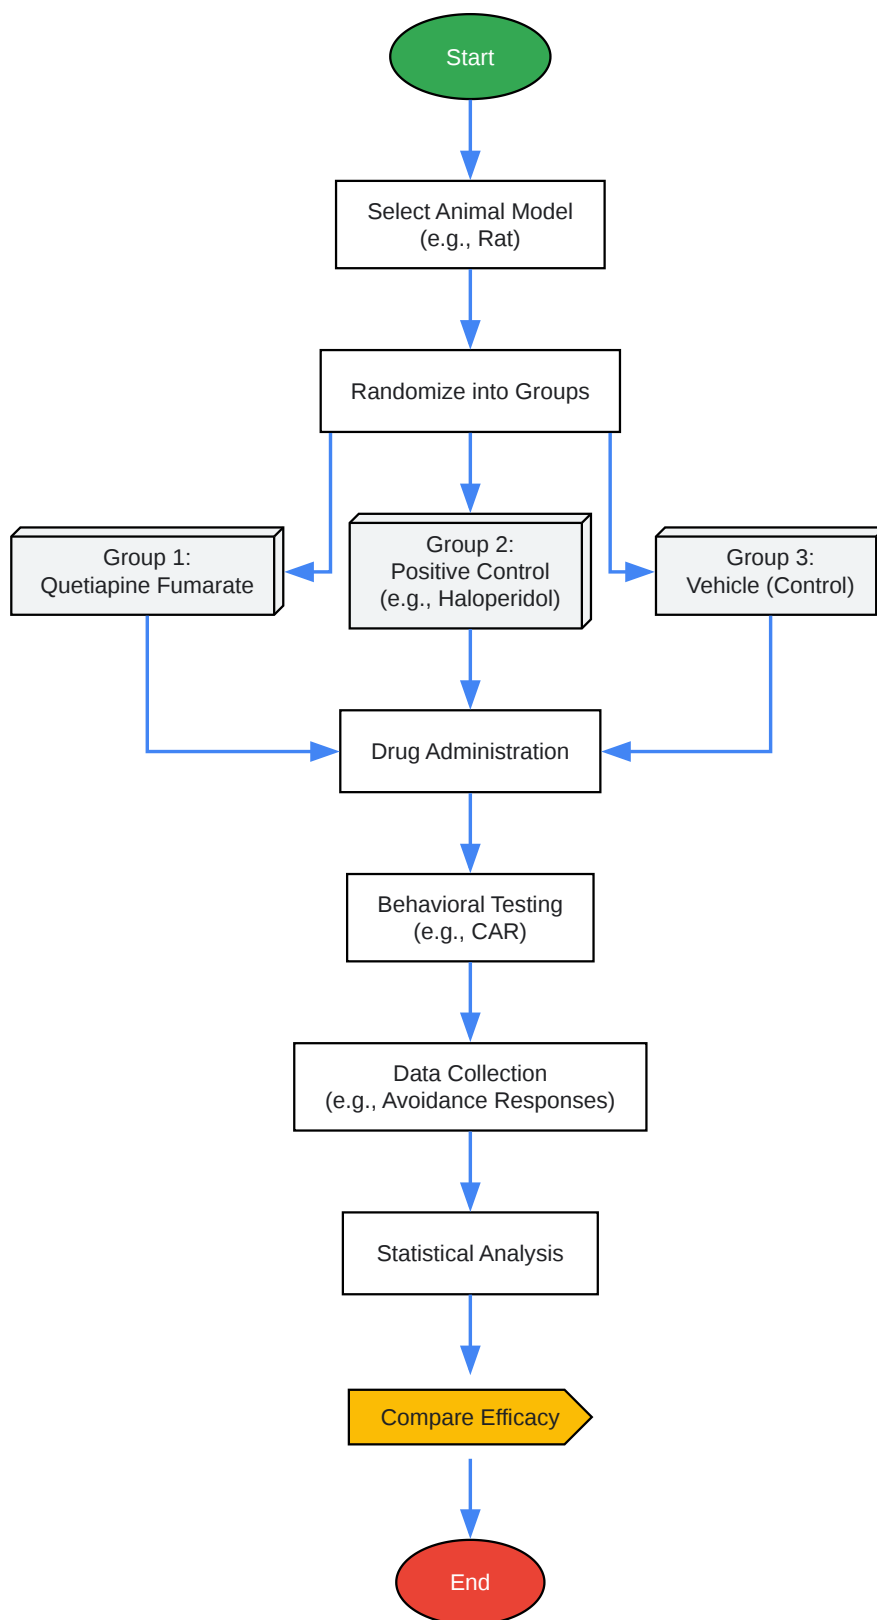 Start
Select Animal Model
(e.g., Rat)
Randomize into Groups
Group 1:
Quetiapine Fumarate
Group 2:
Positive Control
(e.g., Haloperidol)
Group 3:
Vehicle (Control)
Drug Administration
Behavioral Testing
(e.g., CAR)
Data Collection
(e.g., Avoidance Responses)
Statistical Analysis
Compare Efficacy
End